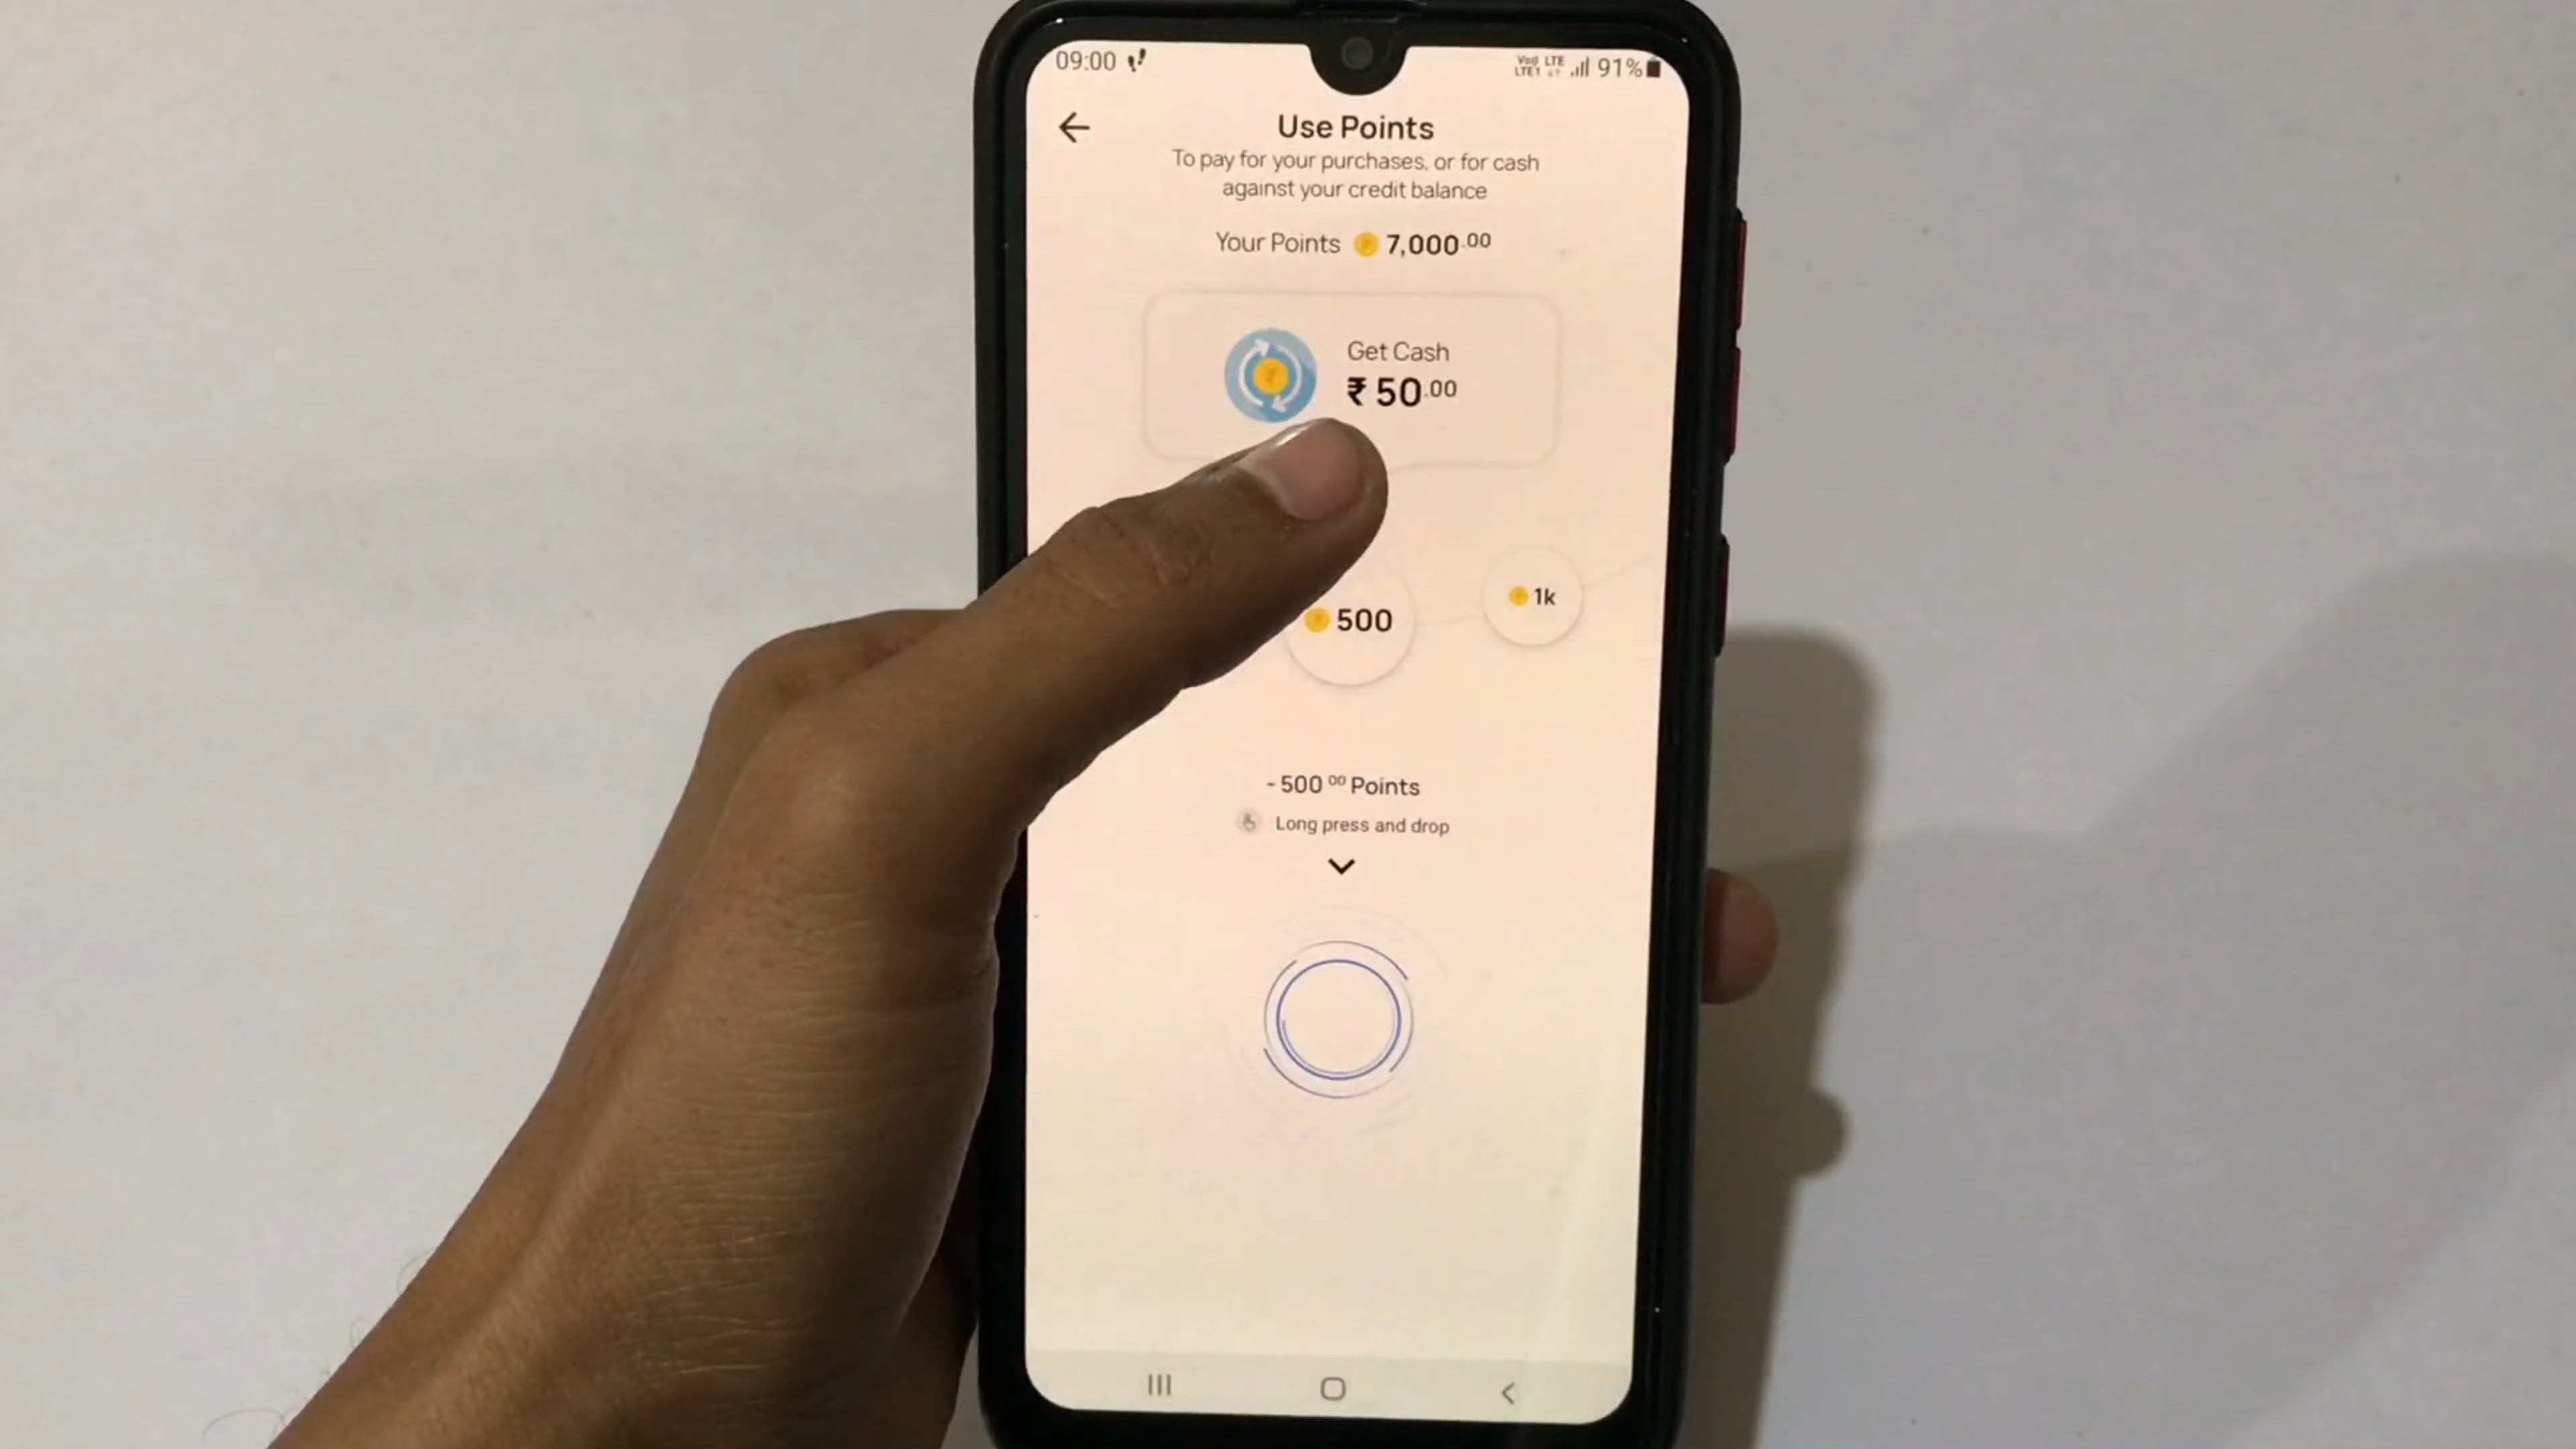 09:00
91%
Use Points
To pay for your purchases, or for cash
against your credit balance
Your Points 7,000.00
Get Cash
₹ 50.00
500
1k
- 500 00 Points
Long press and drop